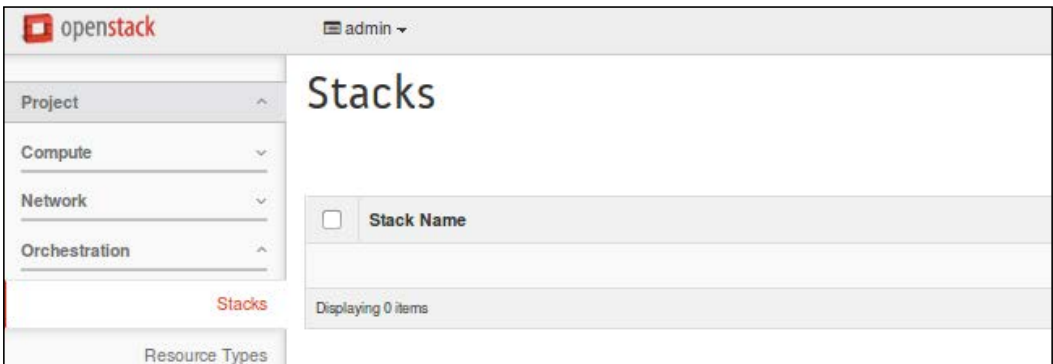 openstack
admin
Project
Compute
Network
Orchestration
Stacks
Resource Types
Stacks
Stack Name
Displaying 0 items